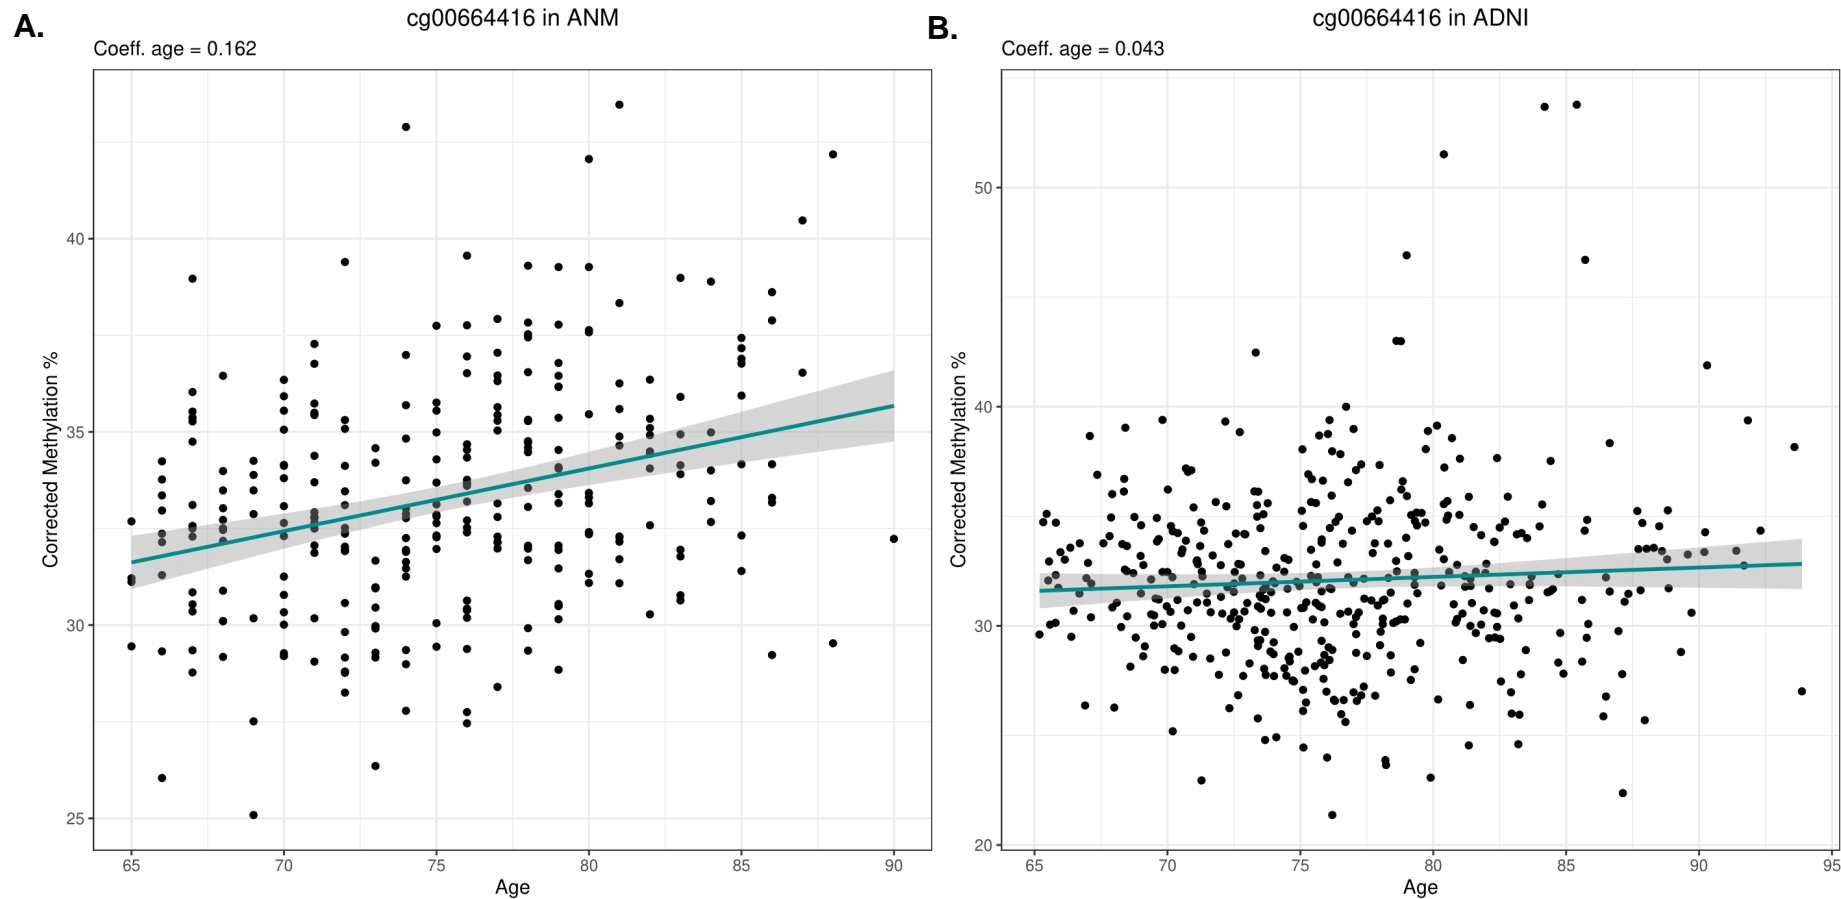 A.
cg00664416 in ANM
Coeff. age = 0.162
Corrected Methylation %
40
35
30
25
65 70 75 80 85 90
Age
B.
cg00664416 in ADNI
Coeff. age = 0.043
Corrected Methylation %
50
40
30
20
65 70 75 80 85 90 95
Age